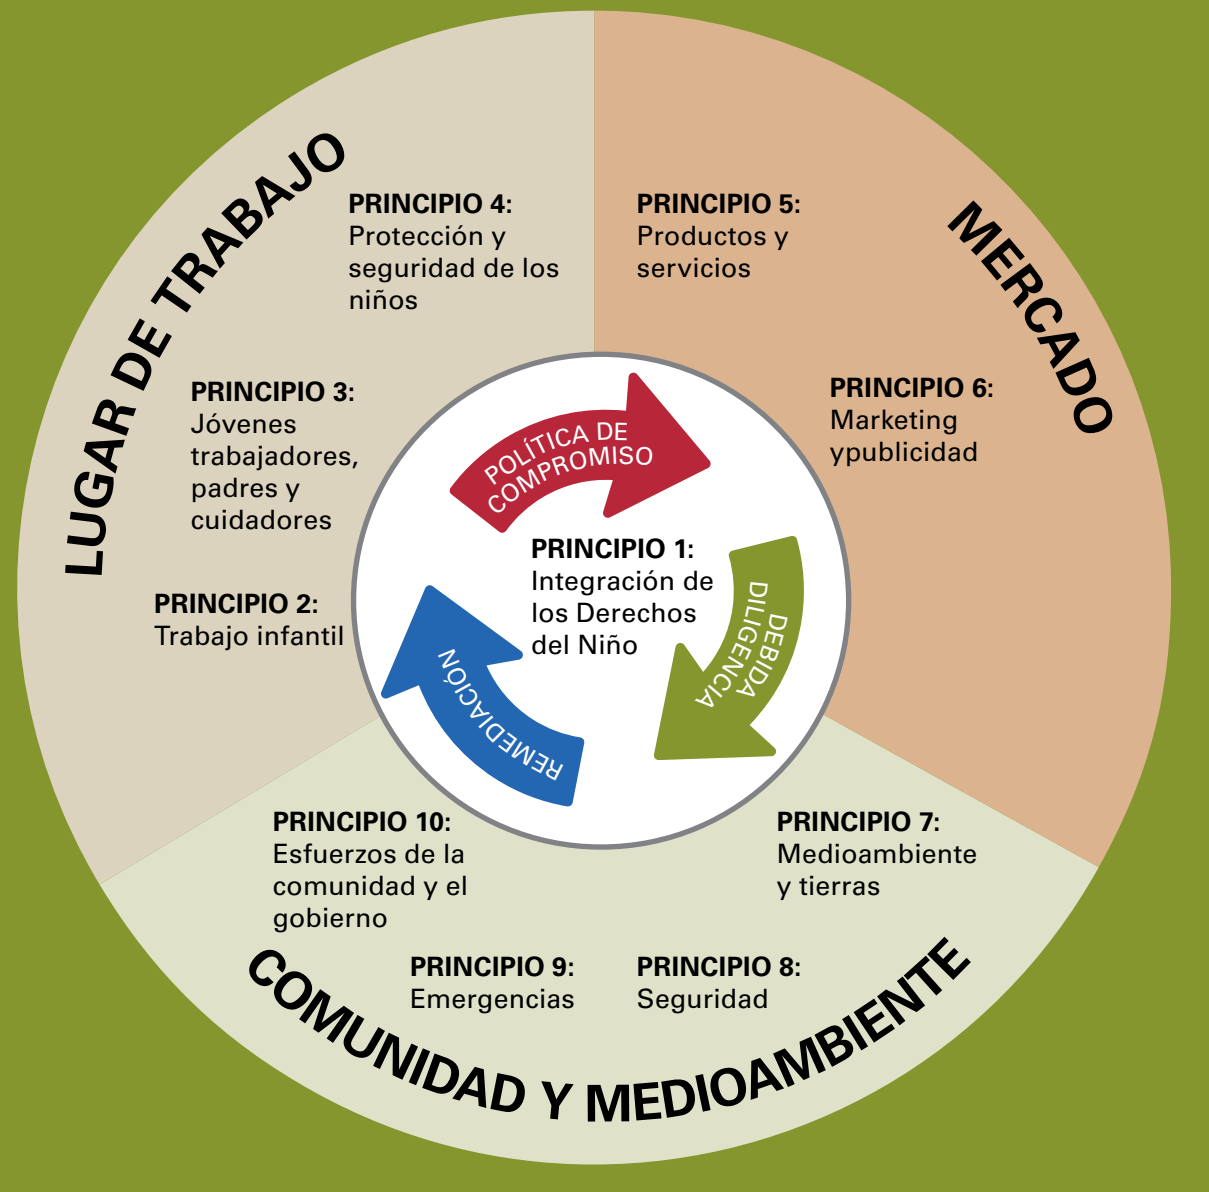 LUGAR DE TRABAJO
PRINCIPIO 4:
Protección y
seguridad de los
niños
PRINCIPIO 3:
Jóvenes
trabajadores,
padres y
cuidadores
PRINCIPIO 2:
Trabajo infantil
MERCADO
PRINCIPIO 5:
Productos y
servicios
PRINCIPIO 6:
Marketing
ypublicidad
POLÍTICA DE
COMPROMISO
PRINCIPIO 1:
Integración de
los Derechos
del Niño
DEBIDA
DILIGENCIA
REMEDIACIÓN
PRINCIPIO 10:
Esfuerzos de la
comunidad y el
gobierno
PRINCIPIO 9:
Emergencias
PRINCIPIO 8:
Seguridad
PRINCIPIO 7:
Medioambiente
y tierras
COMUNIDAD Y MEDIOAMBIENTE